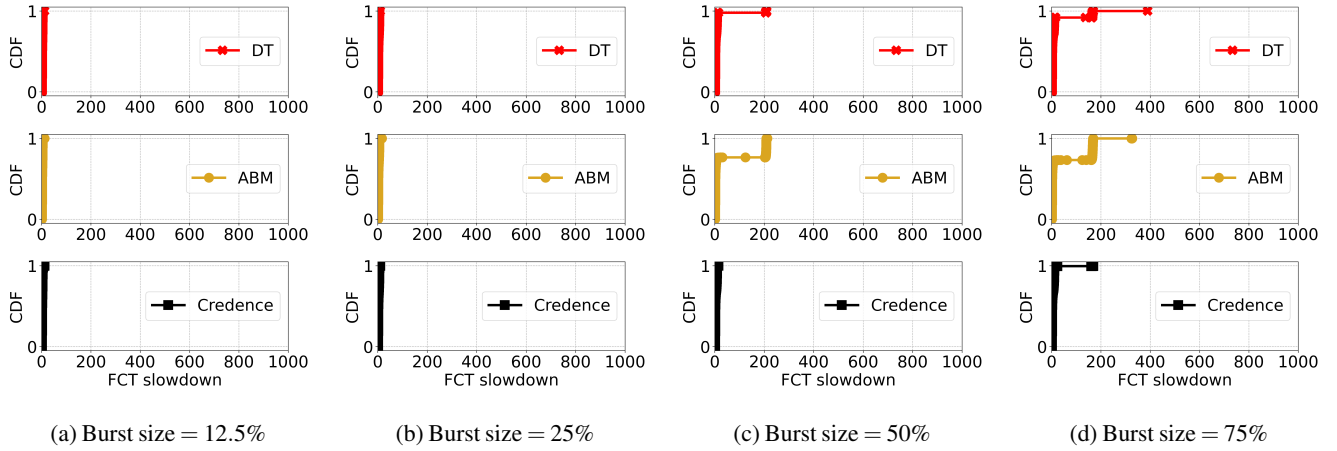 1
CDF
DT
0
0 200 400 600 800 1000
1
CDF
ABM
0
0 200 400 600 800 1000
1
CDF
Credence
0
0 200 400 600 800 1000
FCT slowdown
(a) Burst size = 12.5%
1
CDF
DT
0
0 200 400 600 800 1000
1
CDF
ABM
0
0 200 400 600 800 1000
1
CDF
Credence
0
0 200 400 600 800 1000
FCT slowdown
(b) Burst size = 25%
1
CDF
DT
0
0 200 400 600 800 1000
1
CDF
ABM
0
0 200 400 600 800 1000
1
CDF
Credence
0
0 200 400 600 800 1000
FCT slowdown
(c) Burst size = 50%
1
CDF
DT
0
0 200 400 600 800 1000
1
CDF
ABM
0
0 200 400 600 800 1000
1
CDF
Credence
0
0 200 400 600 800 1000
FCT slowdown
(d) Burst size = 75%